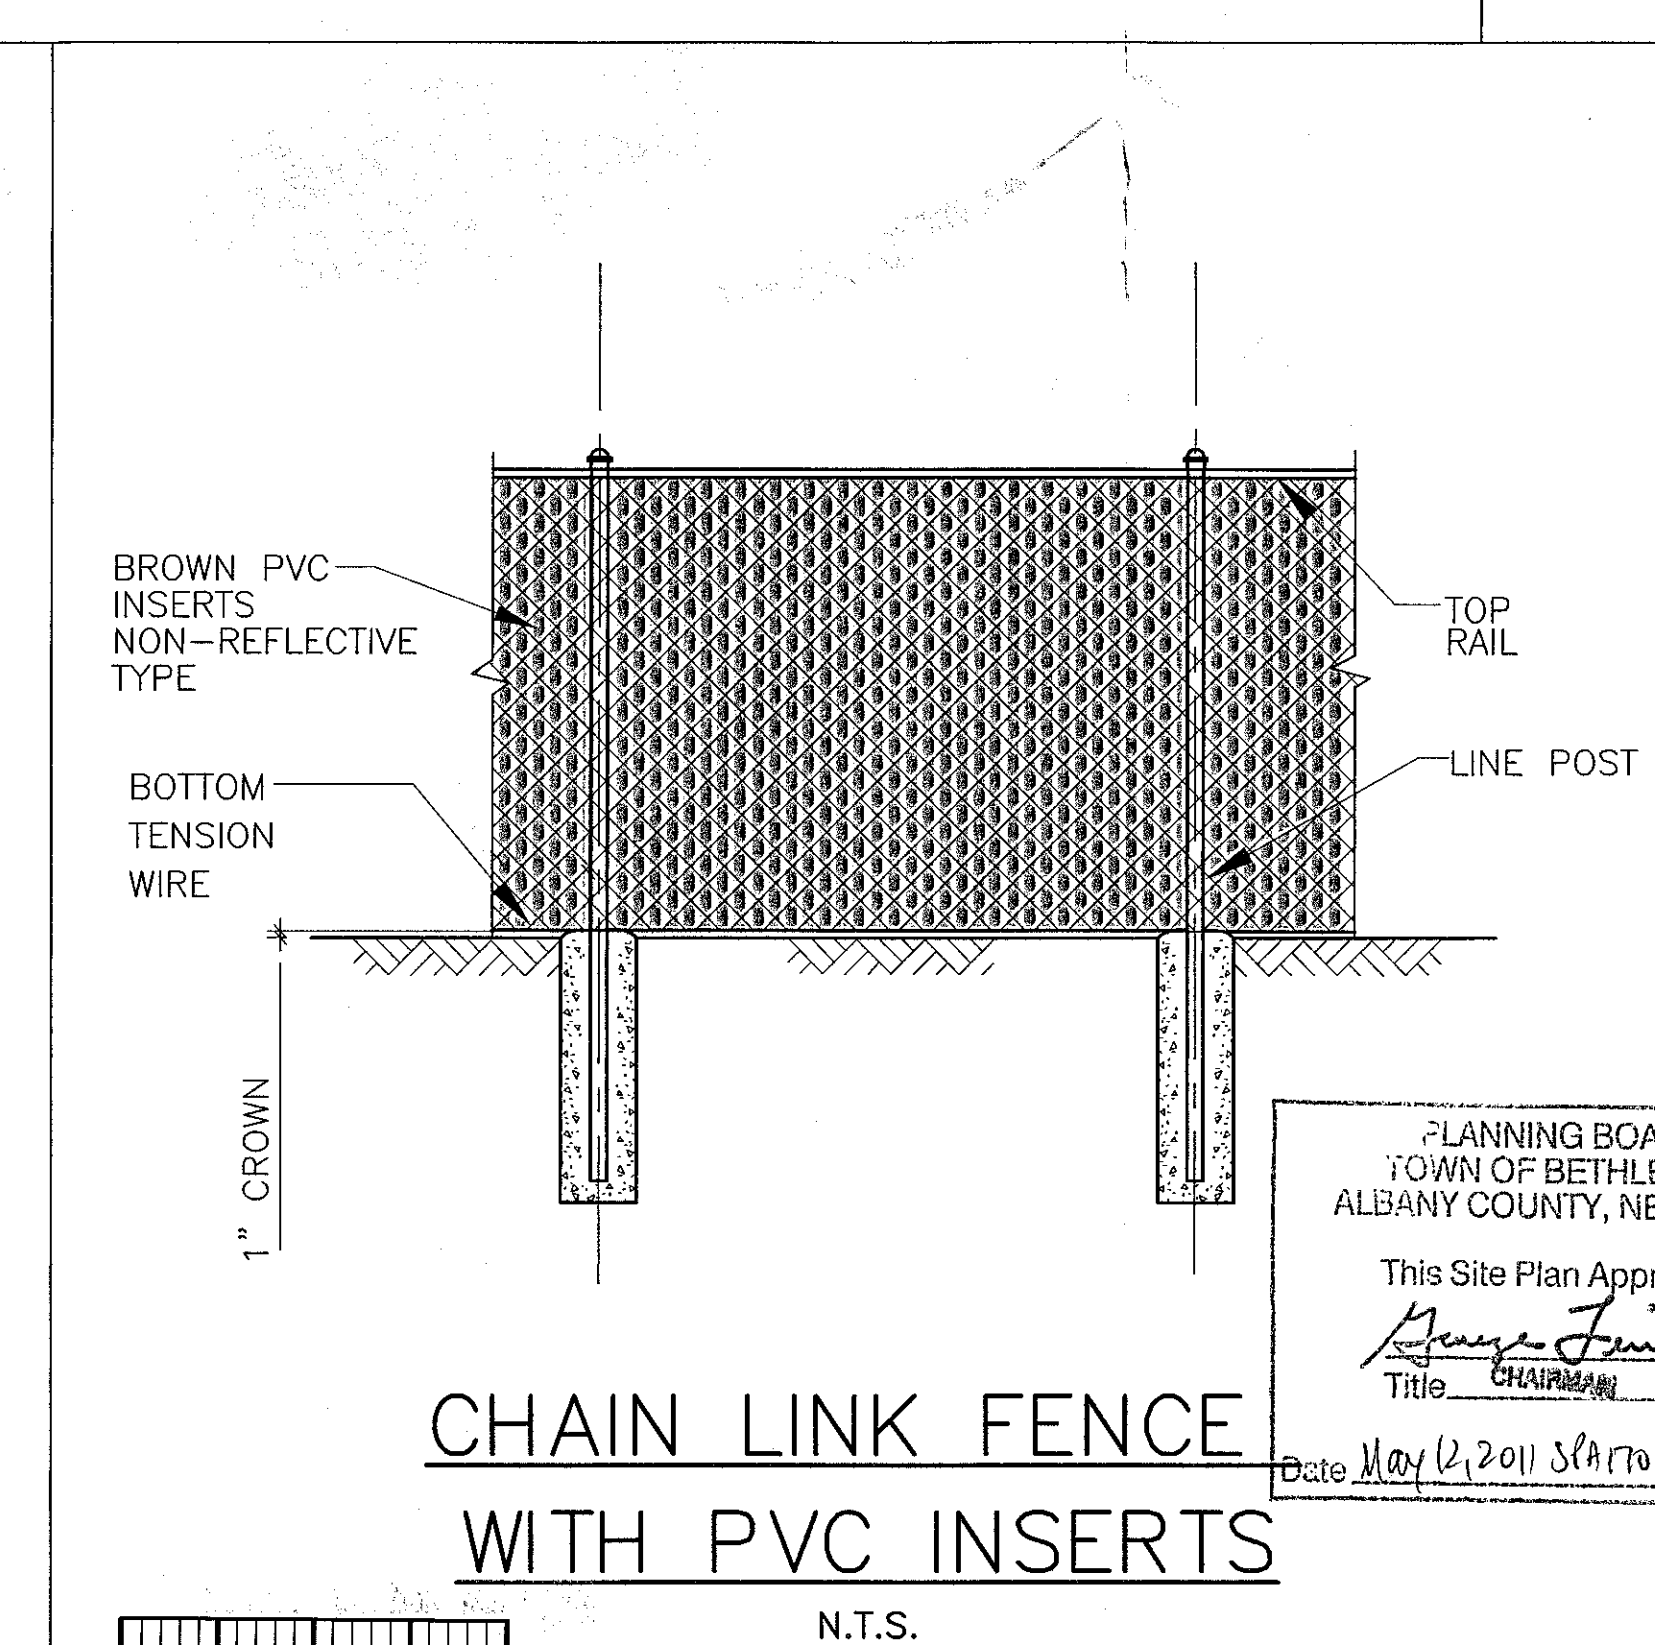 BROWN PVC
INSERTS
NON-REFLECTIVE
TYPE
TOP
RAIL
LINE POST
BOTTOM
TENSION
WIRE
1" CROWN
PLANNING BOA
TOWN OF BETHLE
ALBANY COUNTY, NE
This Site Plan Appr
George
Title CHAIRMAN
Date May 12, 2011
CHAIN LINK FENCE
WITH PVC INSERTS
N.T.S.